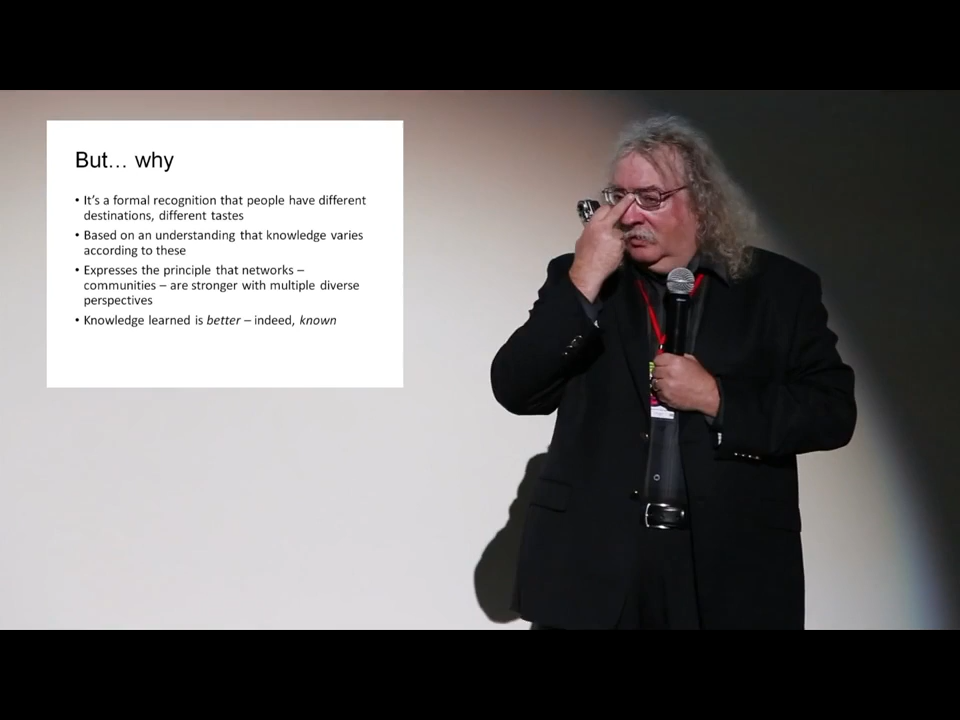 But… why
• It's a formal recognition that people have different
destinations, different tastes
• Based on an understanding that knowledge varies
according to these
• Expresses the principle that networks –
communities – are stronger with multiple diverse
perspectives
• Knowledge learned is better – indeed, known